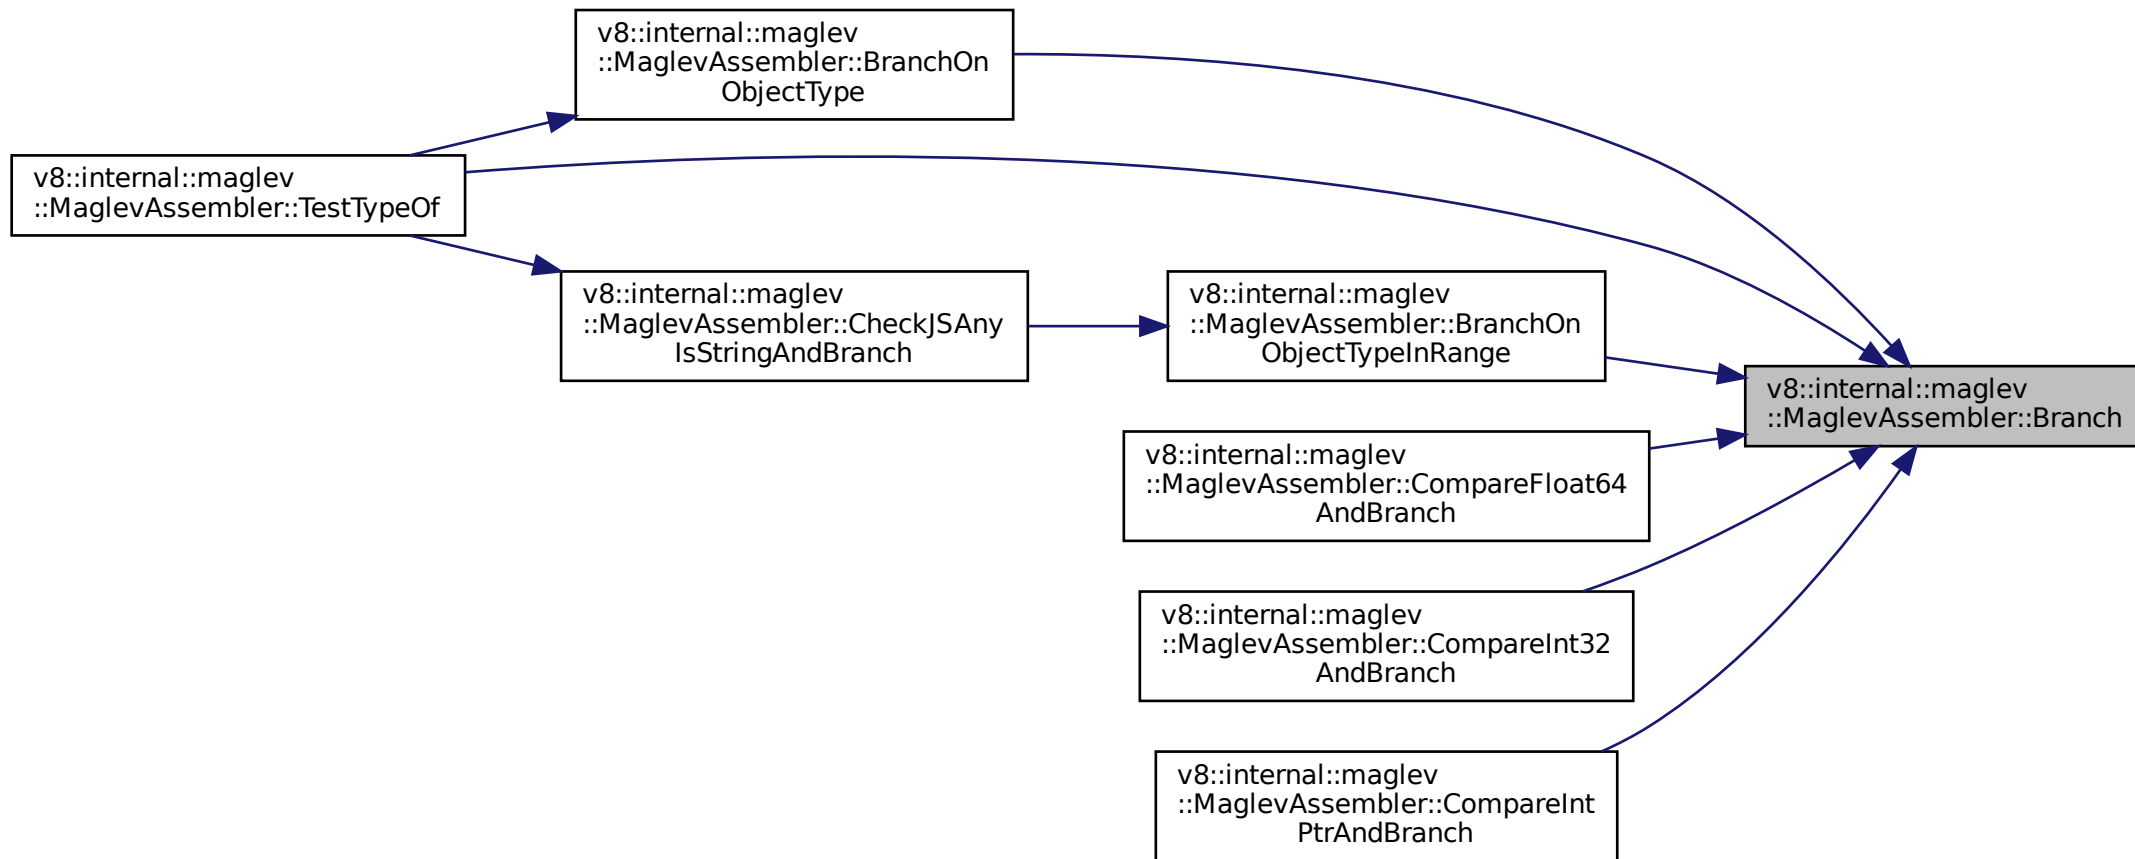 v8::internal::maglev
::MaglevAssembler::BranchOn
ObjectType
v8::internal::maglev
::MaglevAssembler::TestTypeOf
v8::internal::maglev
::MaglevAssembler::CheckJSAny
IsStringAndBranch
v8::internal::maglev
::MaglevAssembler::BranchOn
ObjectTypeInRange
v8::internal::maglev
::MaglevAssembler::Branch
v8::internal::maglev
::MaglevAssembler::CompareFloat64
AndBranch
v8::internal::maglev
::MaglevAssembler::CompareInt32
AndBranch
v8::internal::maglev
::MaglevAssembler::CompareInt
PtrAndBranch